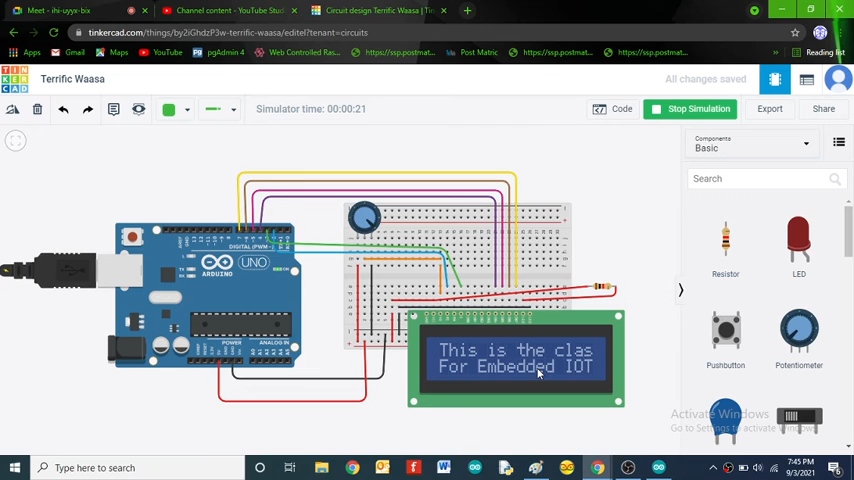 Meet - ihi-uyyx-bix
Channel content - YouTube Stud
Circuit design Terrific Waasa | Tin
tinkercad.com/things/by2iGhdzP3w-terrific-waasa/editel?tenant=circuits
Apps
Gmail
Maps
YouTube
pgAdmin 4
Web Controlled Ras...
https://ssp.postmat...
Post Matric
https://ssp.postmat...
https://ssp.postmat...
Reading list
TIN
KER
CAD
Terrific Waasa
All changes saved
Simulator time: 00:00:21
Code
Stop Simulation
Export
Share
Components
Basic
Search
DIGITAL (PWM~)
UNO
ARDUINO
POWER
ANALOG IN
This is the clas
For Embedded IOT
Resistor
LED
Pushbutton
Potentiometer
Activate Windows
Go to Settings to activate Windows.
Type here to search
7:45 PM
9/3/2021